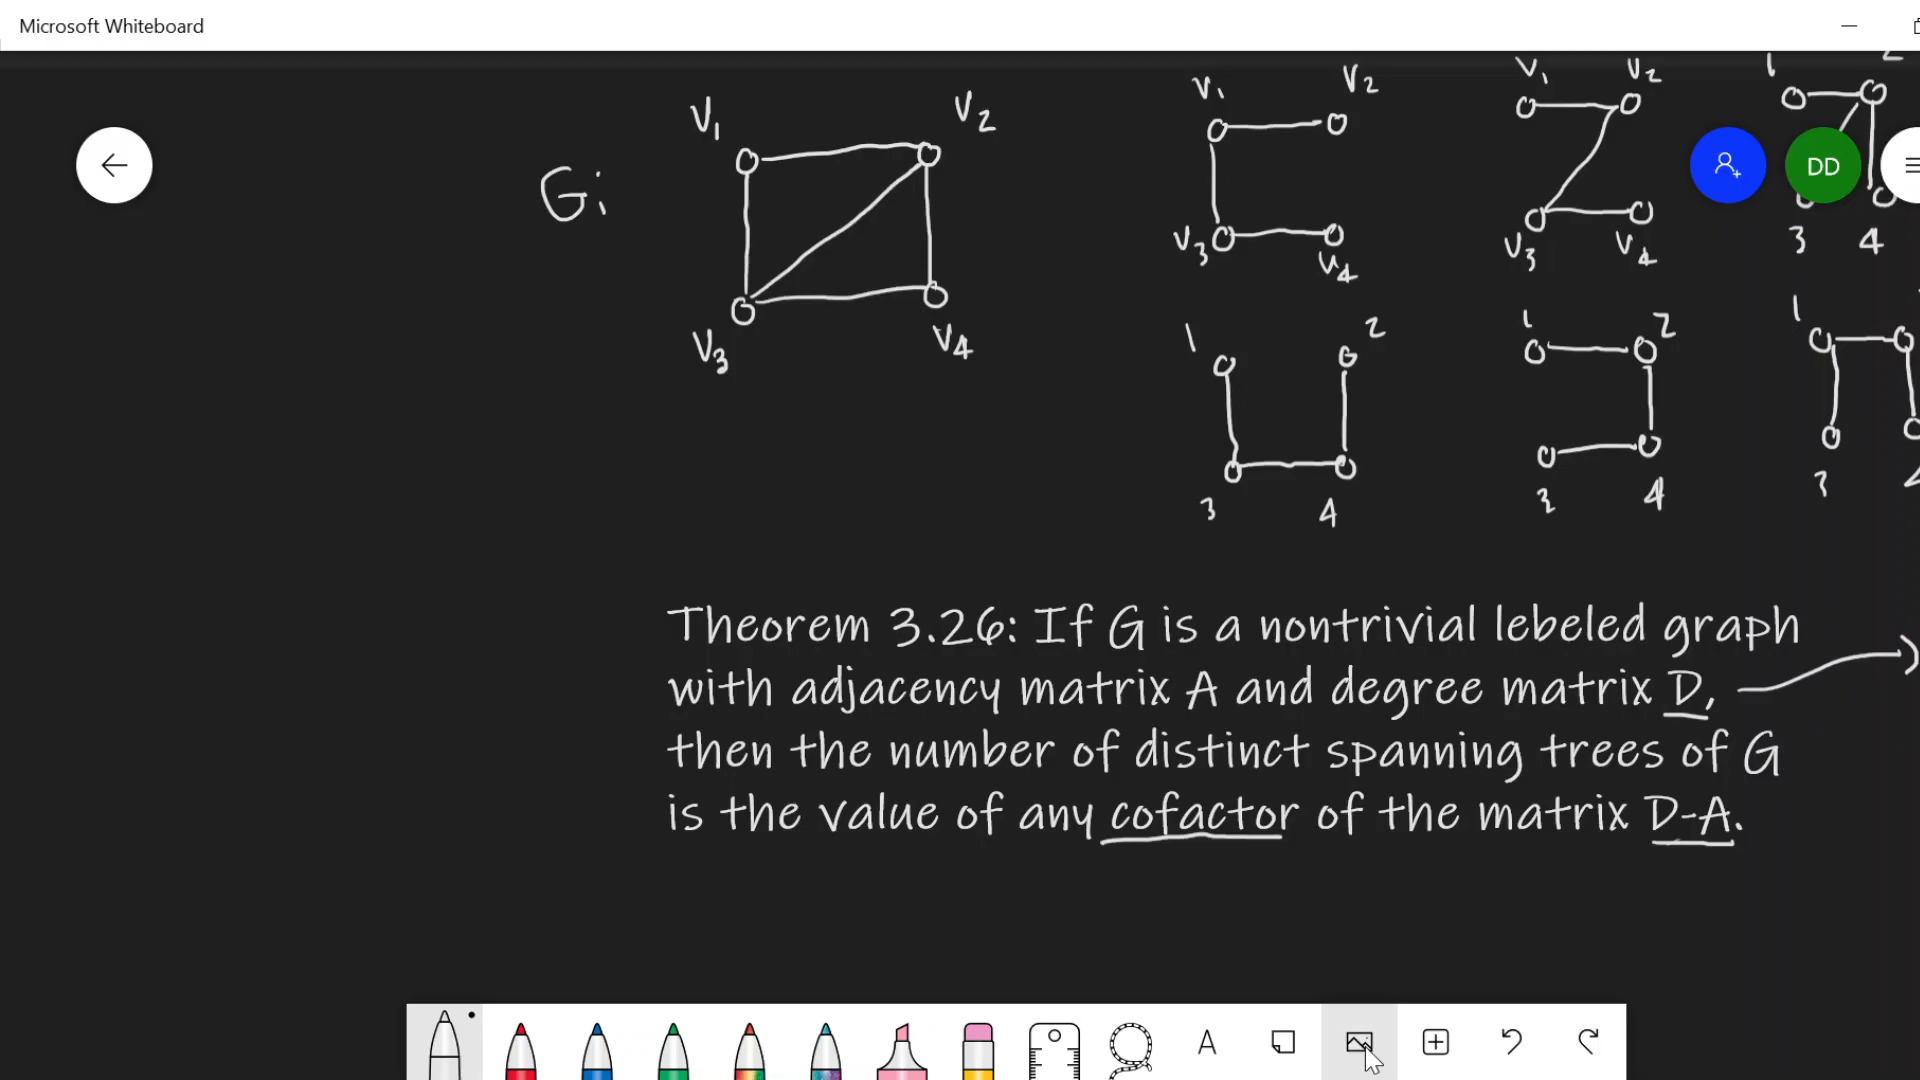 Microsoft Whiteboard
V1 V2
G:
V3 V4
V1 V2
V3 V4
V1 V2
V3 V4
1 2
3 4
1 2
3 4
1 2
3 4
1
3
DD
Theorem 3.26: If G is a nontrivial lebeled graph
with adjacency matrix A and degree matrix D,
then the number of distinct spanning trees of G
is the value of any cofactor of the matrix D-A.
A